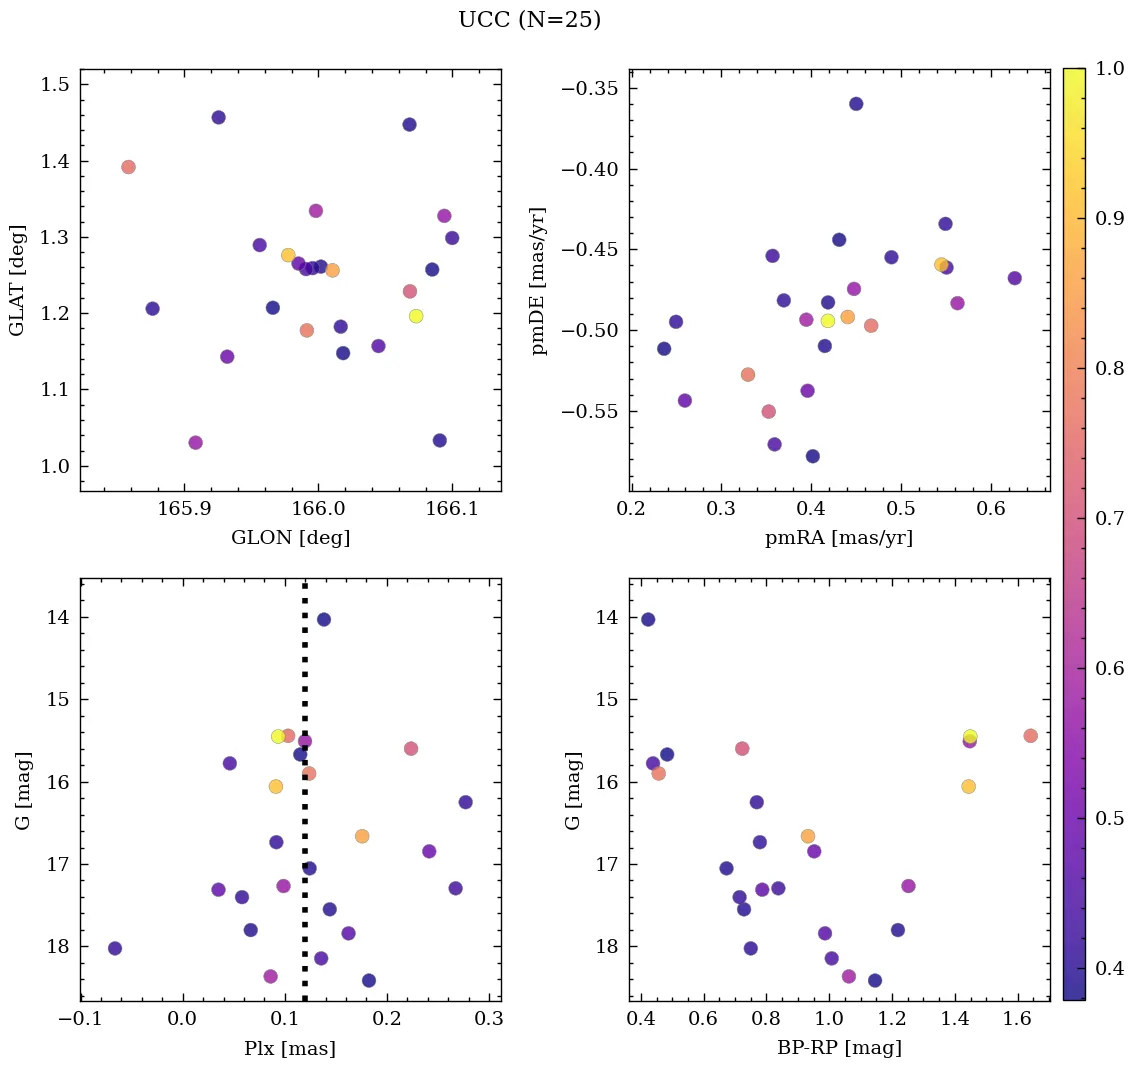 UCC (N=25)
1.5
1.4
1.3
1.2
1.1
1.0
GLAT [deg]
165.9 166.0 166.1
GLON [deg]
−0.35
−0.40
−0.45
−0.50
−0.55
pmDE [mas/yr]
0.2 0.3 0.4 0.5 0.6
pmRA [mas/yr]
14
15
16
17
18
G [mag]
−0.1 0.0 0.1 0.2 0.3
Plx [mas]
14
15
16
17
18
G [mag]
0.4 0.6 0.8 1.0 1.2 1.4 1.6
BP-RP [mag]
1.0
0.9
0.8
0.7
0.6
0.5
0.4